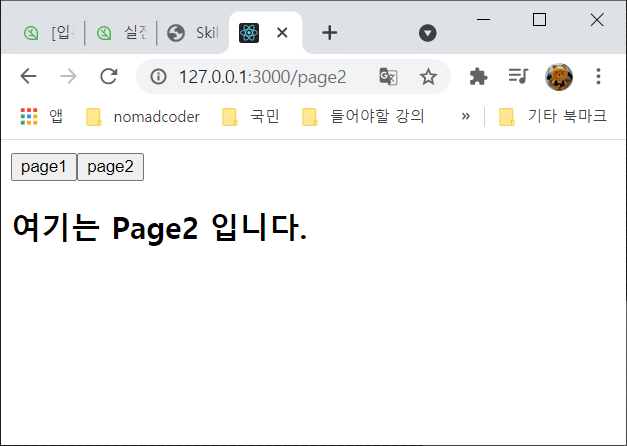 [입 실전 Skil
127.0.0.1:3000/page2
앱 nomadcoder 국민 들어야할 강의 » 기타 북마크
page1 page2
여기는 Page2 입니다.